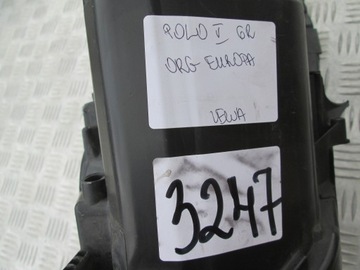 POLO V 6R
ORG EUROPA
LEWA
3247